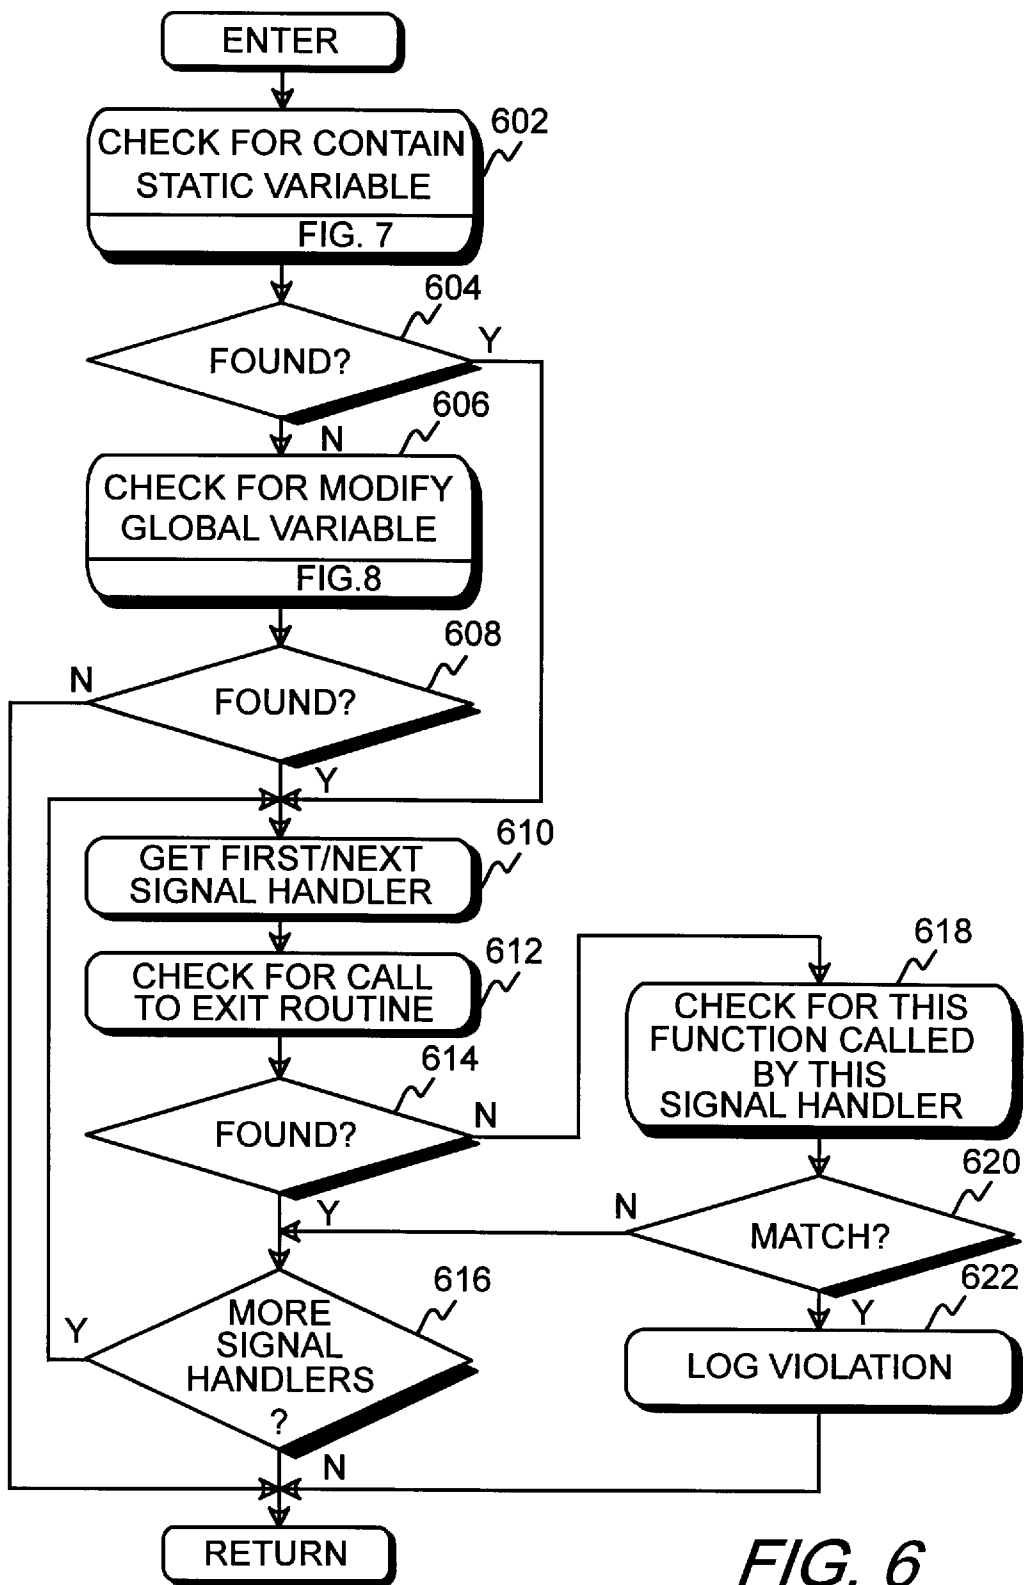 ENTER
602
CHECK FOR CONTAIN
STATIC VARIABLE
FIG. 7
604
FOUND?
Y
N
606
CHECK FOR MODIFY
GLOBAL VARIABLE
FIG.8
608
N
FOUND?
Y
610
GET FIRST/NEXT
SIGNAL HANDLER
612
CHECK FOR CALL
TO EXIT ROUTINE
614
FOUND?
N
Y
618
CHECK FOR THIS
FUNCTION CALLED
BY THIS
SIGNAL HANDLER
620
N
MATCH?
Y
622
LOG VIOLATION
616
Y
MORE
SIGNAL
HANDLERS
?
N
RETURN
FIG. 6